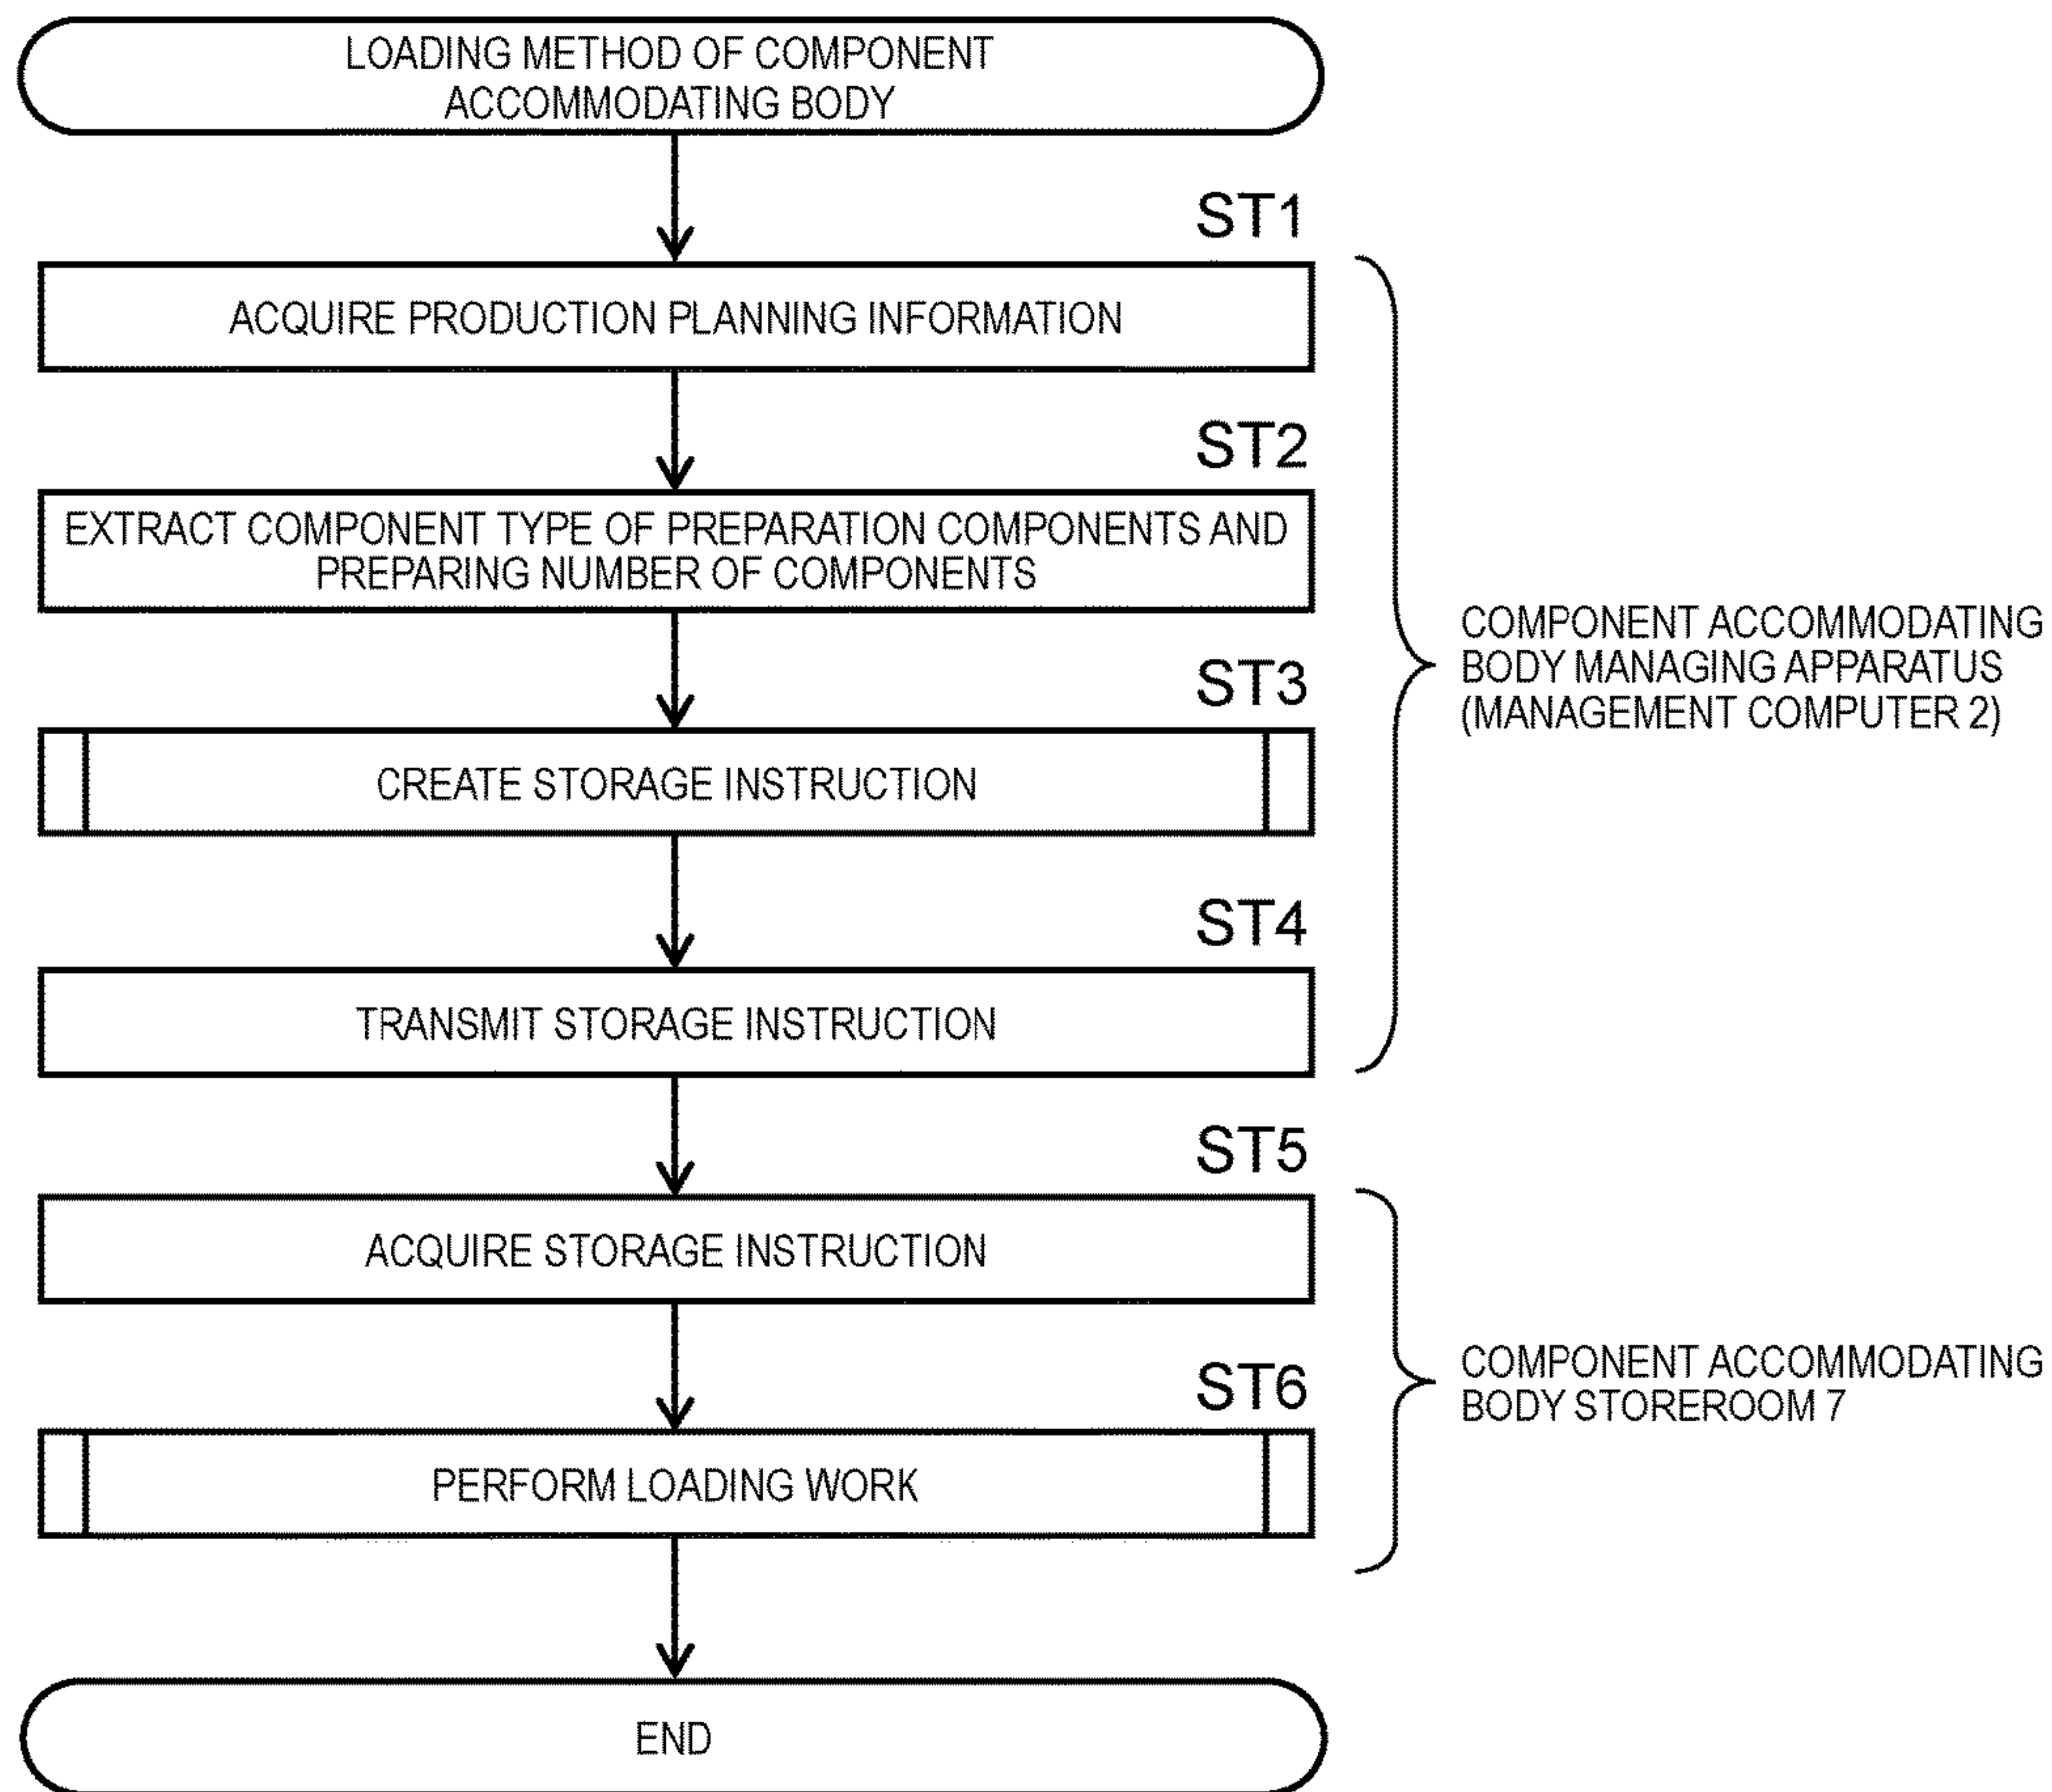 LOADING METHOD OF COMPONENT
ACCOMMODATING BODY
ST1
ACQUIRE PRODUCTION PLANNING INFORMATION
ST2
EXTRACT COMPONENT TYPE OF PREPARATION COMPONENTS AND
PREPARING NUMBER OF COMPONENTS
COMPONENT ACCOMMODATING
BODY MANAGING APPARATUS
(MANAGEMENT COMPUTER 2)
ST3
CREATE STORAGE INSTRUCTION
ST4
TRANSMIT STORAGE INSTRUCTION
ST5
ACQUIRE STORAGE INSTRUCTION
COMPONENT ACCOMMODATING
BODY STOREROOM 7
ST6
PERFORM LOADING WORK
END